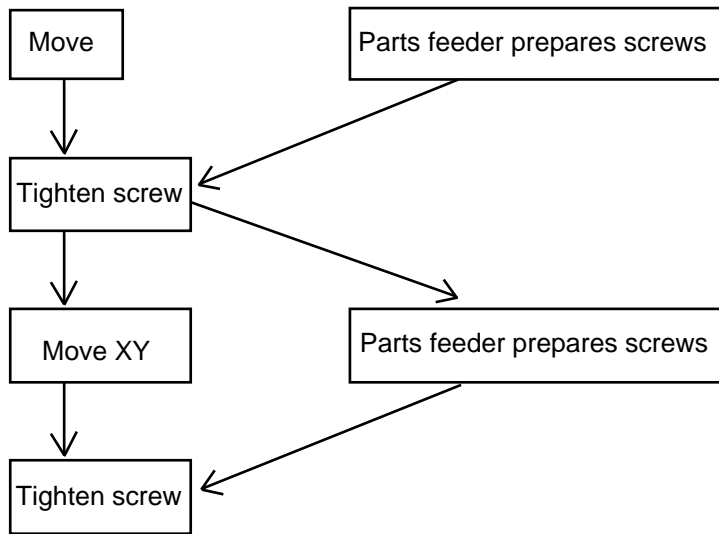 Move
Parts feeder prepares screws
Tighten screw
Move XY
Parts feeder prepares screws
Tighten screw